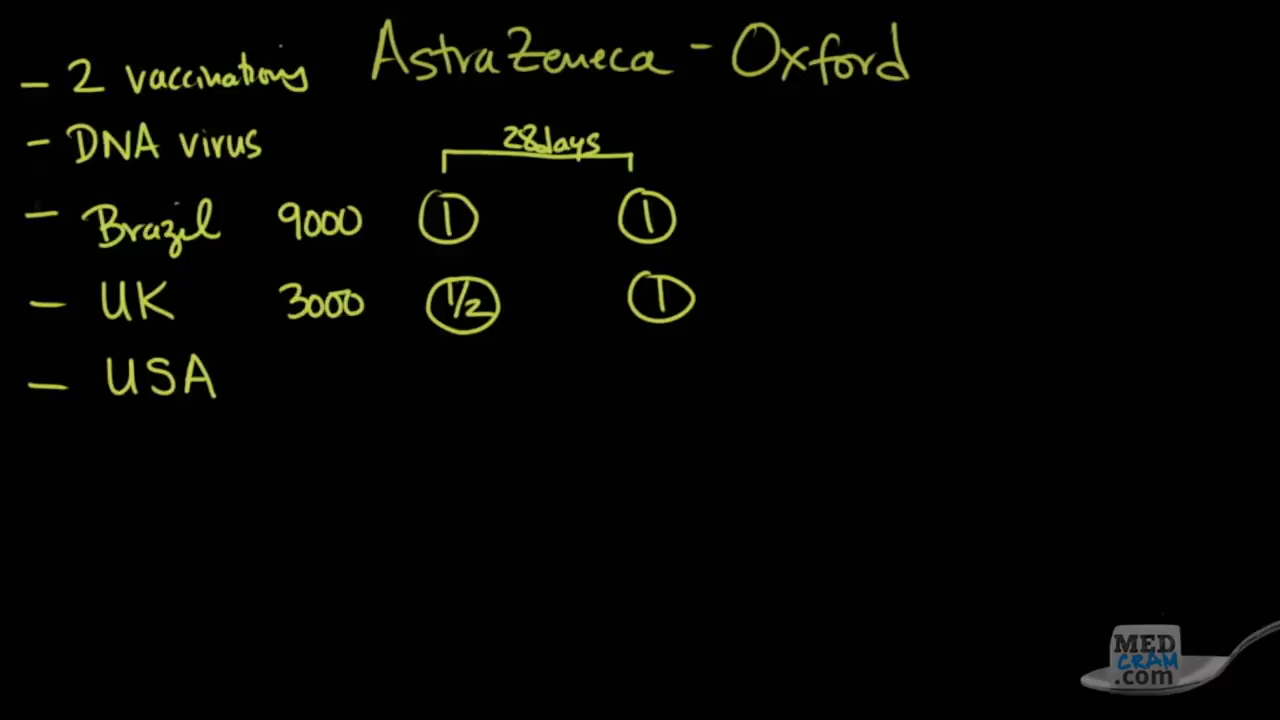 AstraZeneca - Oxford
- 2 vaccinations
- DNA virus
28days
- Brazil 9000 1 1
- UK 3000 1/2 1
- USA
MED
CRAM
.com